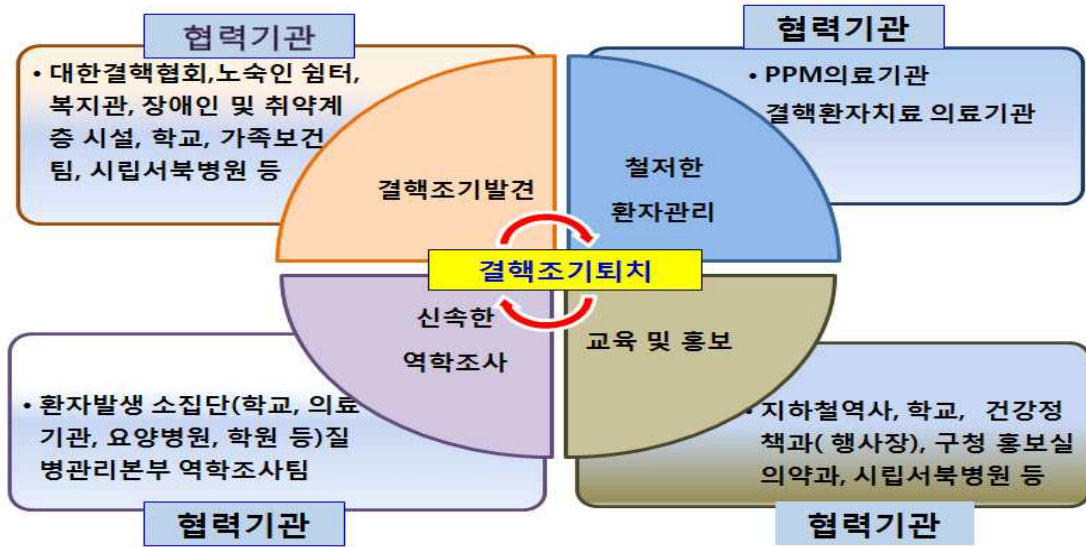 협력기관
• 대한결핵협회,노숙인 쉼터,
복지관, 장애인 및 취약계
층 시설, 학교, 가족보건
팀, 시립서북병원 등
협력기관
• PPM의료기관
결핵환자치료 의료기관
결핵조기발견
철저한
환자관리
결핵조기퇴치
신속한
역학조사
교육 및 홍보
• 환자발생 소집단(학교, 의료
기관, 요양병원, 학원 등)질
병관리본부 역학조사팀
협력기관
• 지하철역사, 학교, 건강정
책과( 행사장), 구청 홍보실
의약과, 시립서북병원 등
협력기관